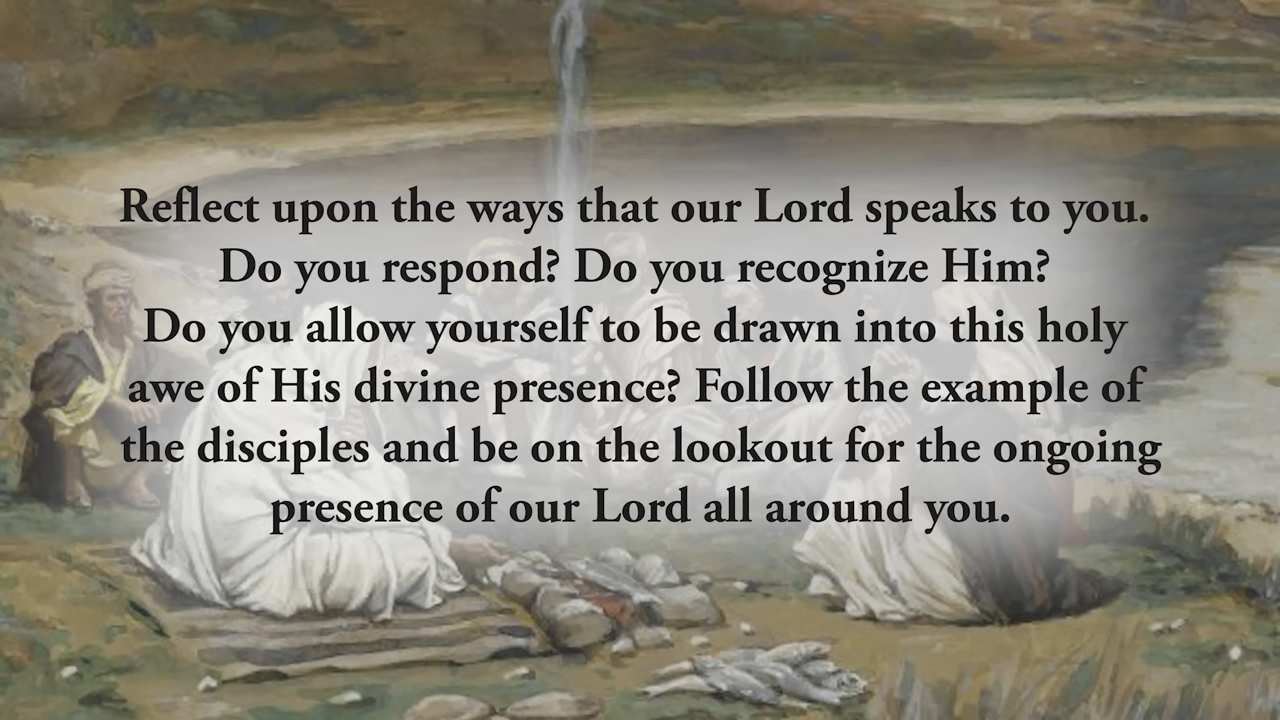 Reflect upon the ways that our Lord speaks to you.
Do you respond? Do you recognize Him?
Do you allow yourself to be drawn into this holy
awe of His divine presence? Follow the example of
the disciples and be on the lookout for the ongoing
presence of our Lord all around you.